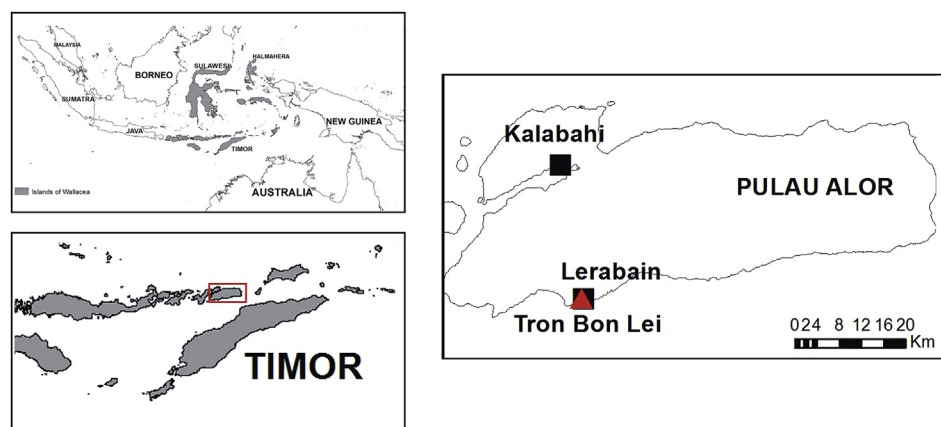 MALAYSIA
HALMAHERA
SULAWESI
BORNEO
SUMATRA
NEW GUINEA
JAVA
TIMOR
Islands of Wallacea
AUSTRALIA
TIMOR
Kalabahi
PULAU ALOR
Lerabain
Tron Bon Lei
0 2 4 8 12 16 20
Km